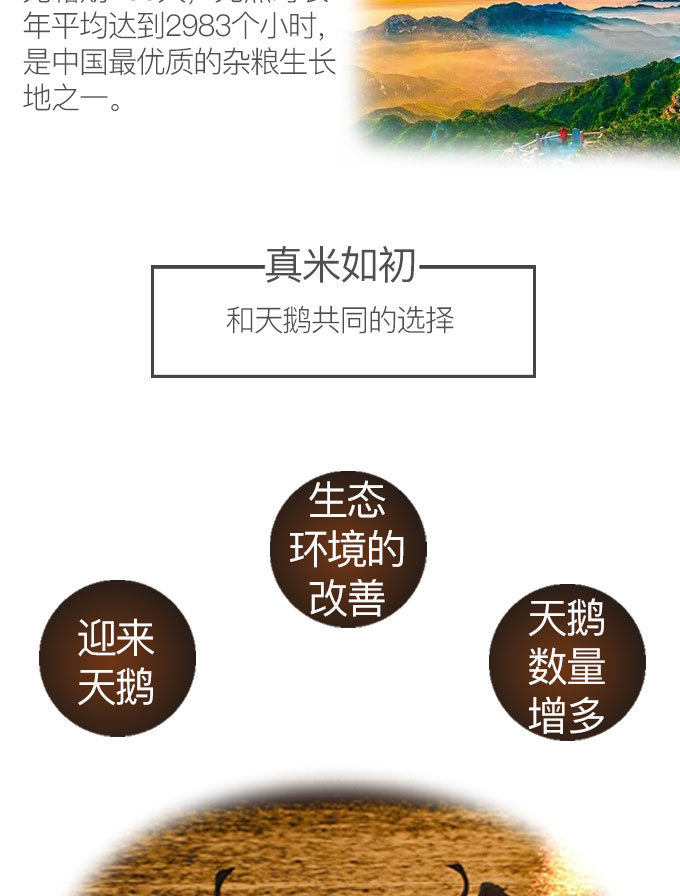 年平均达到2983个小时，
是中国最优质的杂粮生长
地之一。
真米如初
和天鹅共同的选择
生态
环境的
改善
迎来
天鹅
天鹅
数量
增多